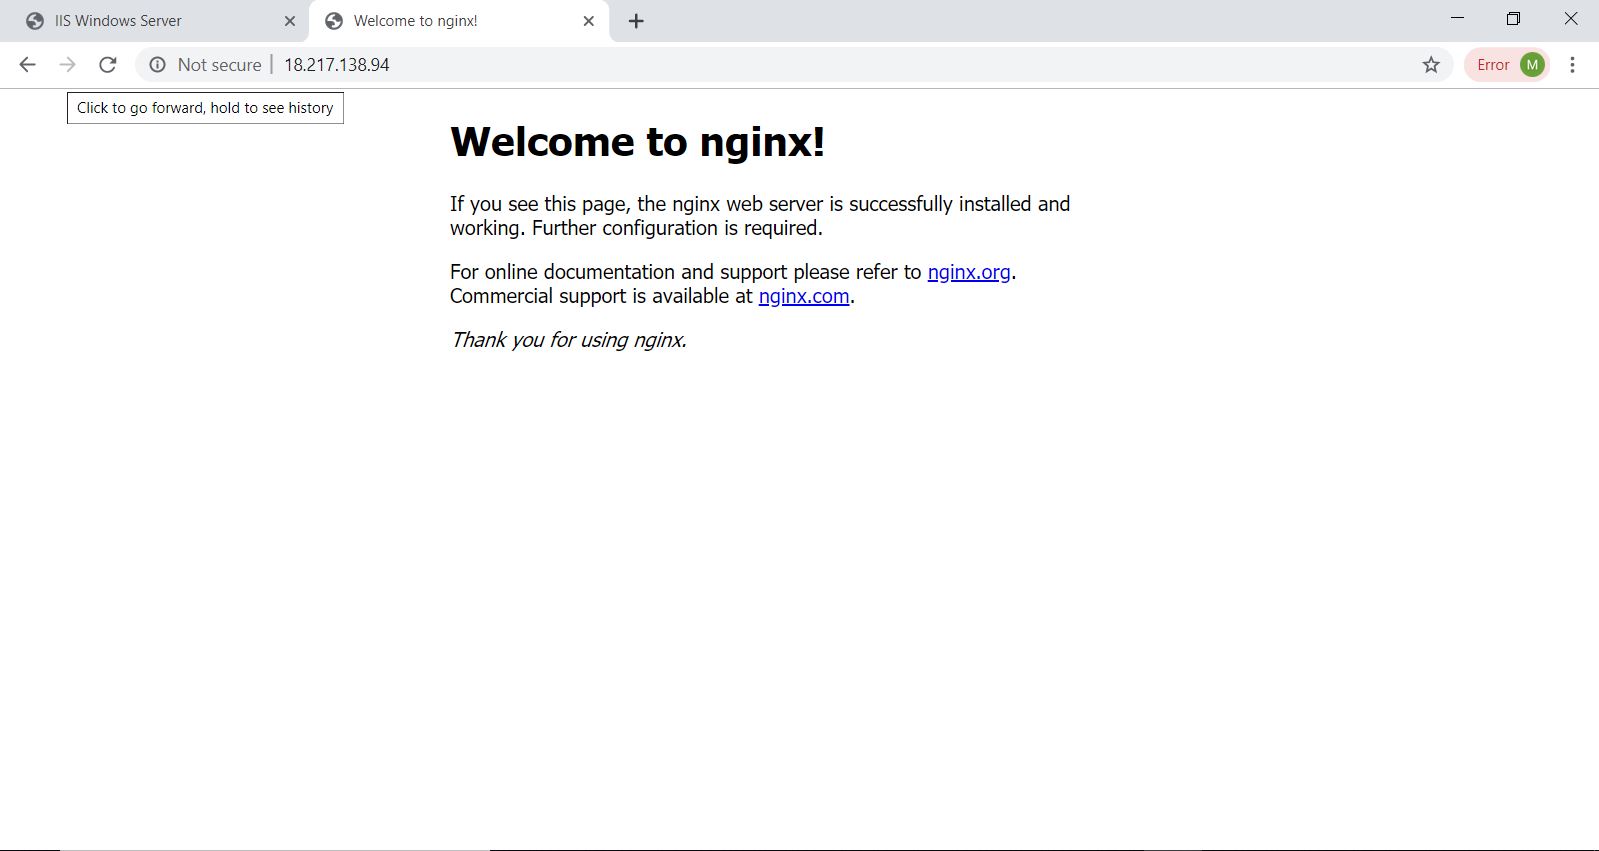 IIS Windows Server
Welcome to nginx!
Not secure | 18.217.138.94
Error M
Click to go forward, hold to see history
Welcome to nginx!
If you see this page, the nginx web server is successfully installed and
working. Further configuration is required.
For online documentation and support please refer to nginx.org.
Commercial support is available at nginx.com.
Thank you for using nginx.